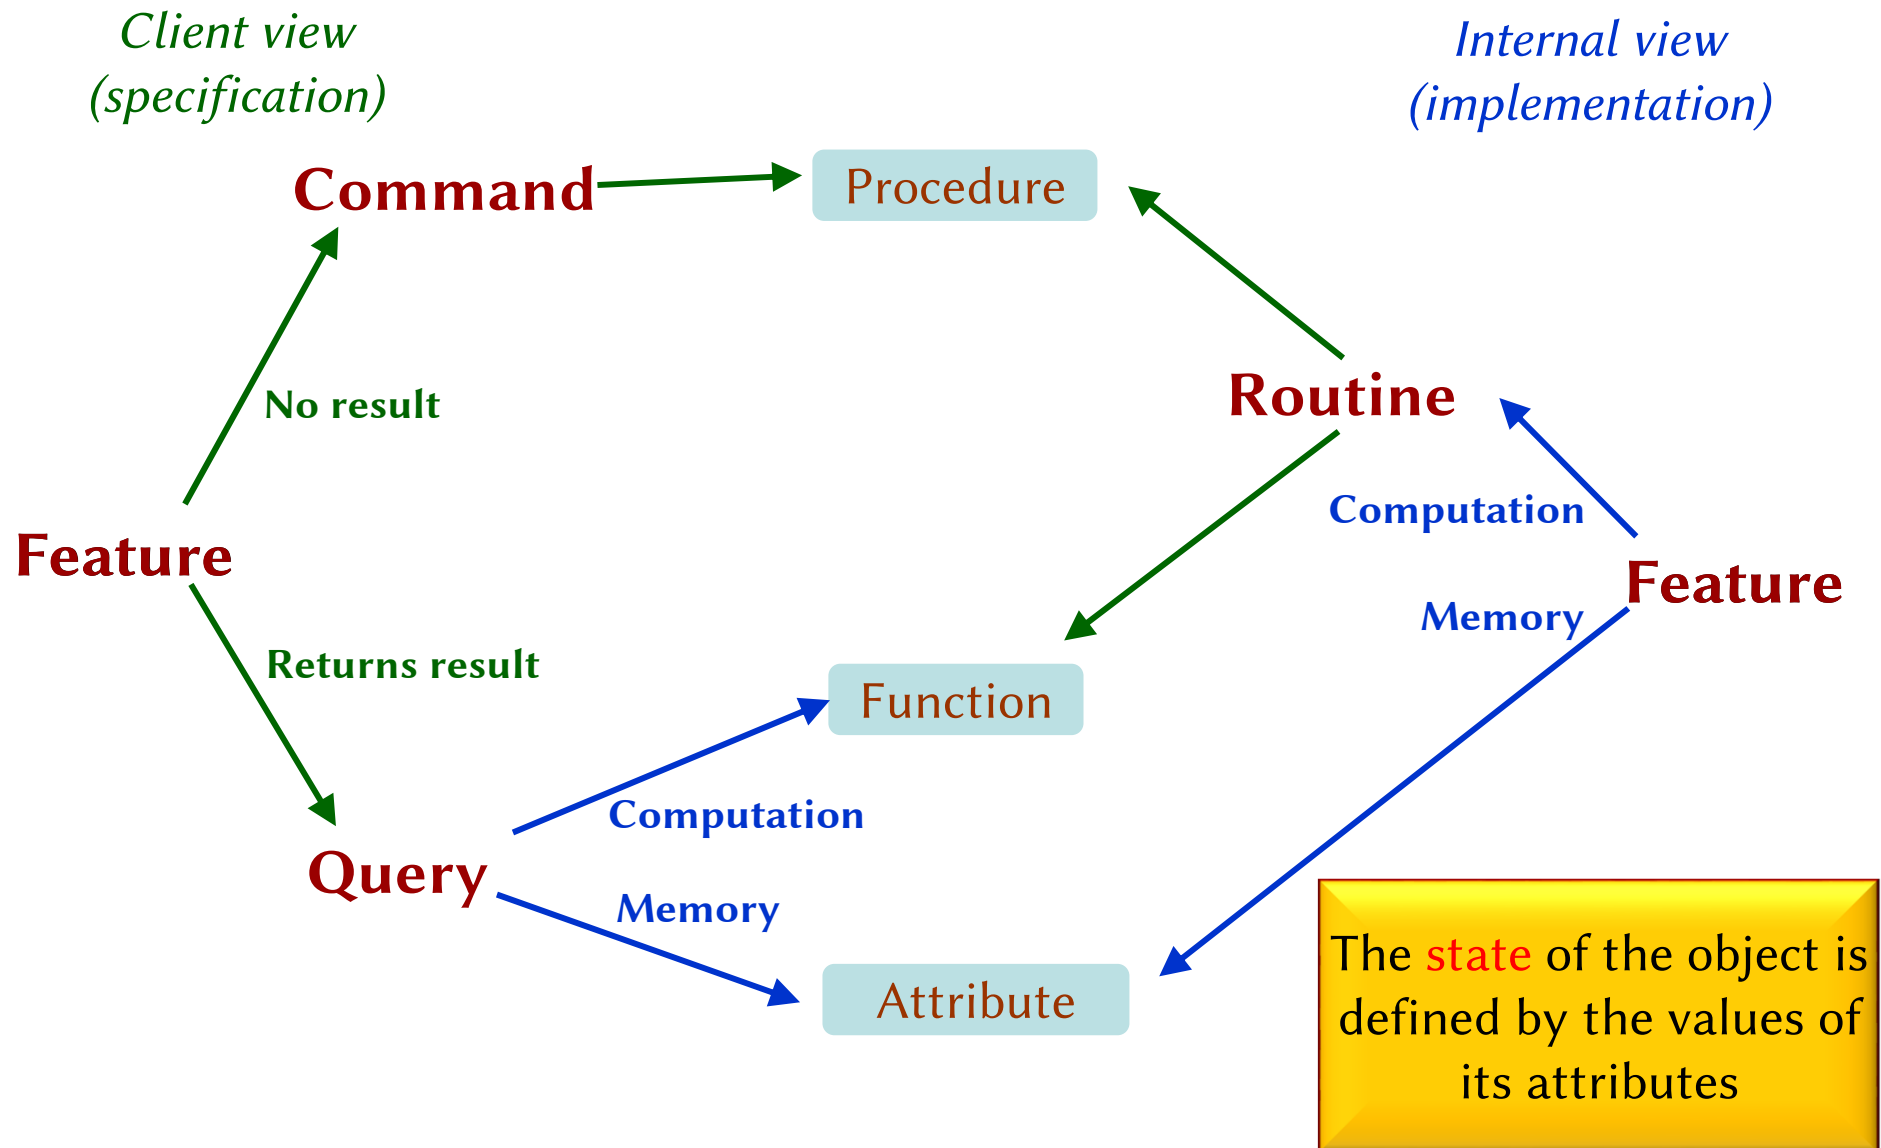 Client view
(specification)
Internal view
(implementation)
Command
Procedure
No result
Routine
Computation
Feature
Feature
Memory
Returns result
Function
Computation
Query
Memory
Attribute
The state of the object is
defined by the values of
its attributes